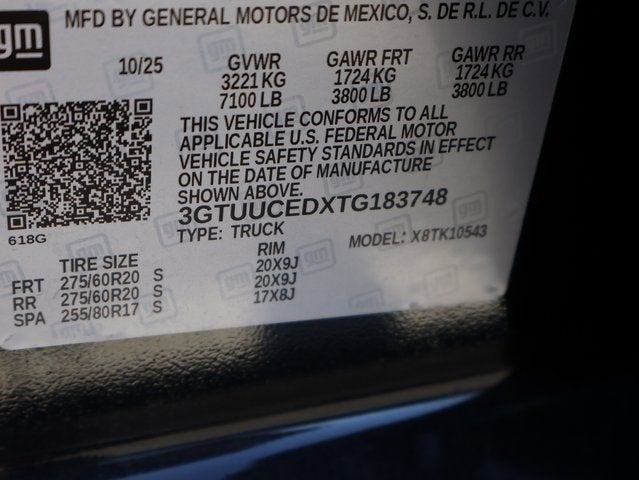 gm
MFD BY GENERAL MOTORS DE MEXICO, S. DE R.L. DE C.V.
10/25 GVWR GAWR FRT GAWR RR
3221 KG 1724 KG 1724 KG
7100 LB 3800 LB 3800 LB
THIS VEHICLE CONFORMS TO ALL
APPLICABLE U.S. FEDERAL MOTOR
VEHICLE SAFETY STANDARDS IN EFFECT
ON THE DATE OF MANUFACTURE
SHOWN ABOVE.
3GTUUCEDXTG183748
618G
TYPE: TRUCK MODEL: X8TK10543
TIRE SIZE RIM
FRT 275/60R20 S 20X9J
RR 275/60R20 S 20X9J
SPA 255/80R17 S 17X8J